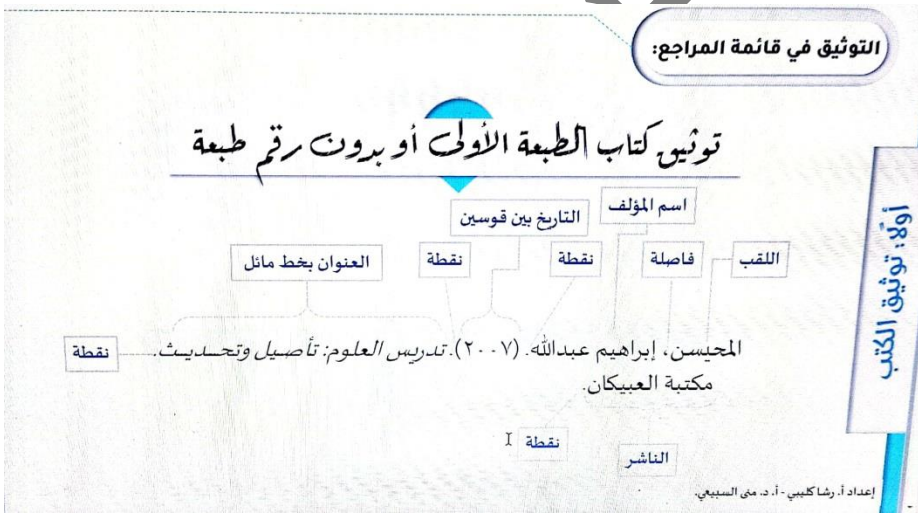 التوثيق في قائمة المراجع:
توثيق كتاب الطبعة الأولى أو بدون رقم طبعة
أولًا: توثيق الكتب
اسم المؤلف
التاريخ بين قوسين
اللقب
فاصلة
نقطة
نقطة
العنوان بخط مائل
المحيسن، إبراهيم عبدالله. (٢٠٠٧). تدريس العلوم: تأصيل وتحديث.
نقطة
مكتبة العبيكان.
نقطة
الناشر
إعداد أ. رشا كليبي - أ. د. منى السبيعي.